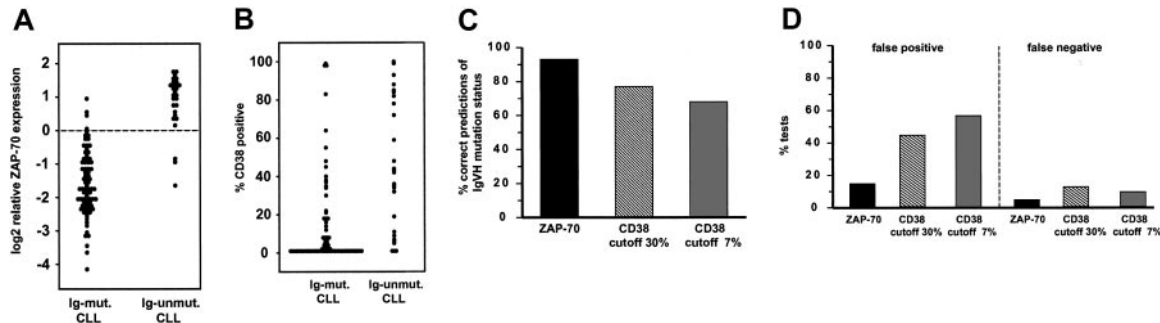 A
log2 relative ZAP-70 expression
2
1
0
-1
-2
-3
-4
Ig-mut.
CLL
Ig-unmut.
CLL
B
% CD38 positive
100
80
60
40
20
0
Ig-mut.
CLL
Ig-unmut.
CLL
C
% correct predictions of
IgVH mutation status
100
80
60
40
20
0
ZAP-70
CD38
cutoff 30%
CD38
cutoff 7%
D
% tests
100
80
60
40
20
0
false positive
false negative
ZAP-70
CD38
cutoff 30%
CD38
cutoff 7%
ZAP-70
CD38
cutoff 30%
CD38
cutoff 7%